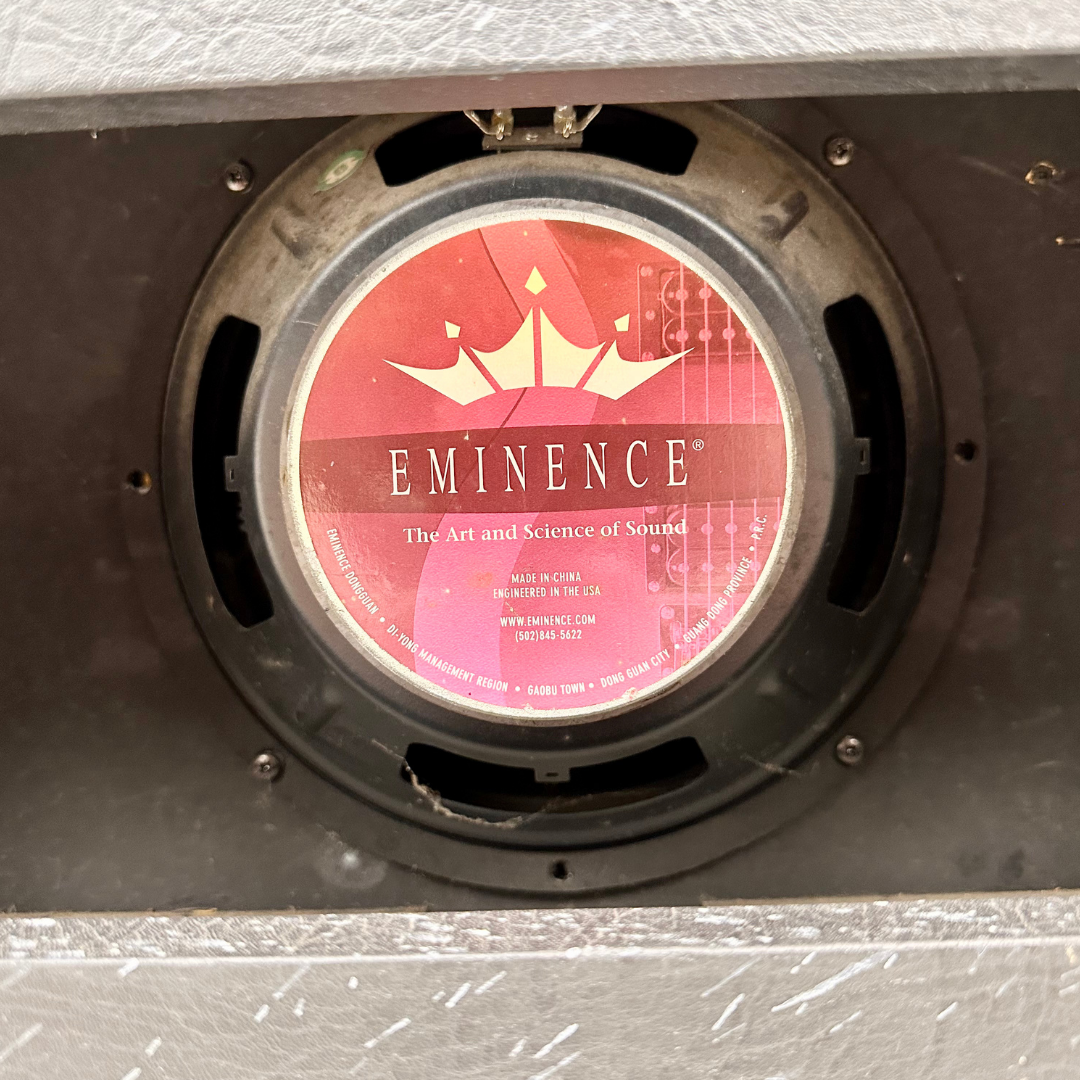 EMINENCE®
The Art and Science of Sound
MADE IN CHINA
ENGINEERED IN THE USA
WWW.EMINENCE.COM
(502)845-5622
EMINENCE DONGGUAN • DI-YONG MANAGEMENT REGION • GAOBU TOWN • DONG GUAN CITY • GUANG DONG PROVINCE • P.R.C.